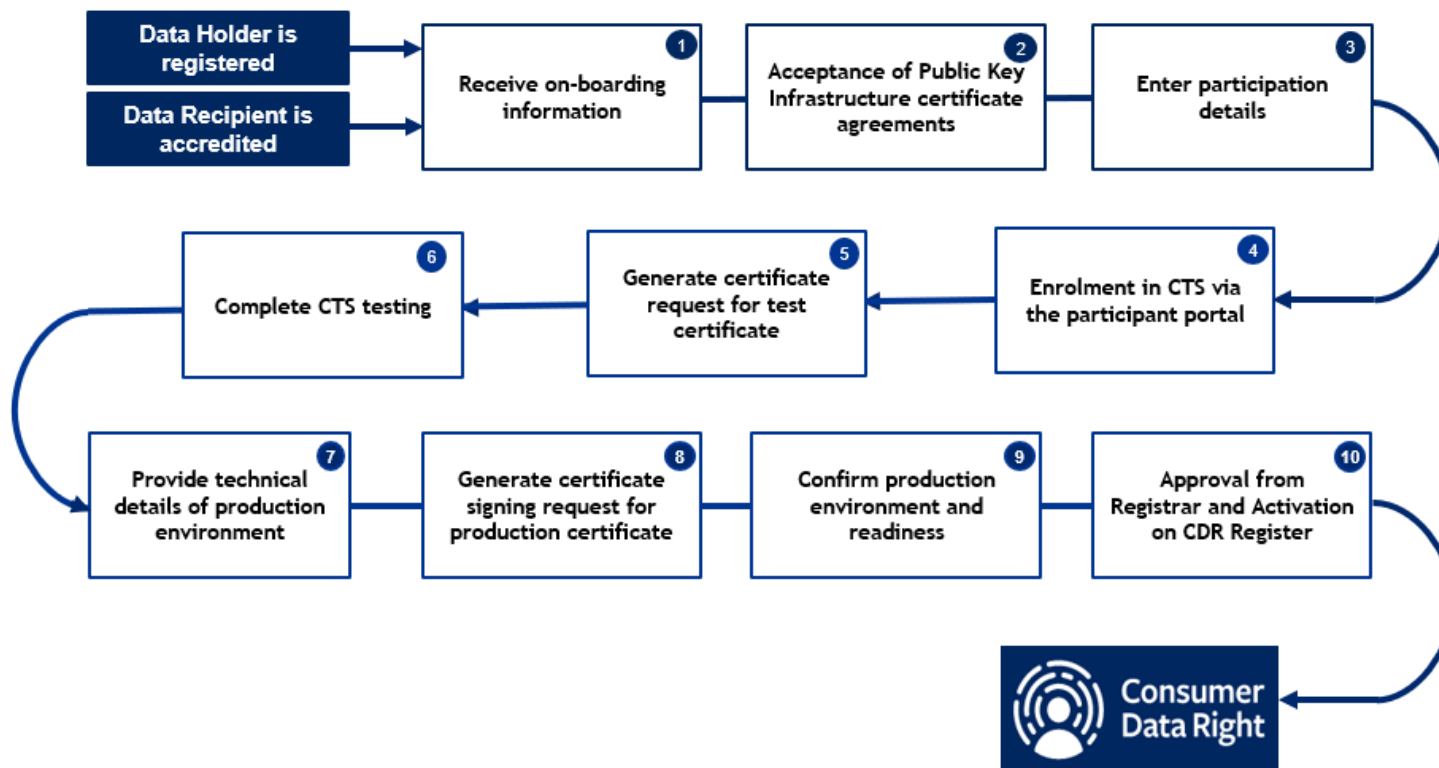 Data Holder is
registered
Data Recipient is
accredited
1
Receive on-boarding
information
2
Acceptance of Public Key
Infrastructure certificate
agreements
3
Enter participation
details
4
Enrolment in CTS via
the participant portal
5
Generate certificate
request for test
certificate
6
Complete CTS testing
7
Provide technical
details of production
environment
8
Generate certificate
signing request for
production certificate
9
Confirm production
environment and
readiness
10
Approval from
Registrar and Activation
on CDR Register
Consumer
Data Right